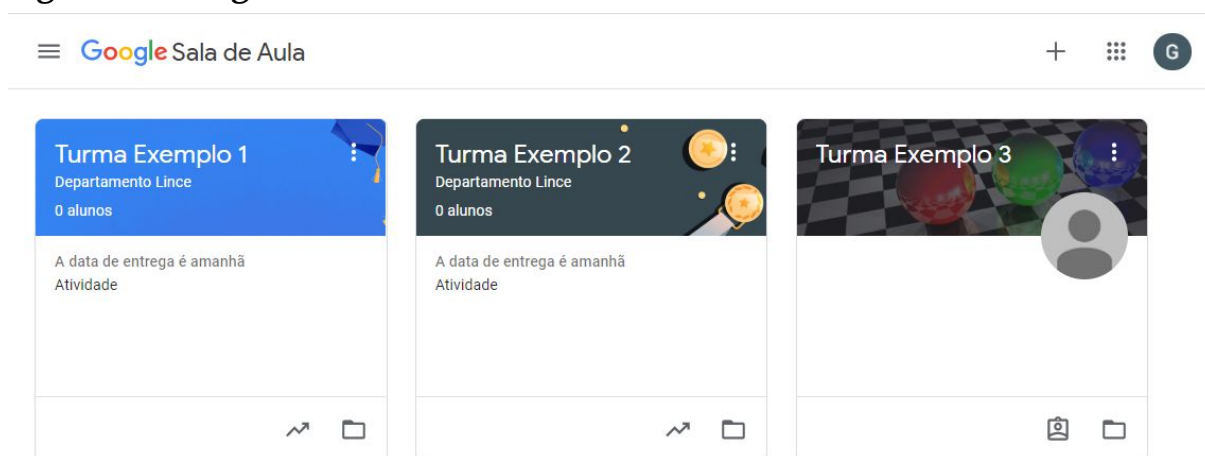 Google Sala de Aula
G
Turma Exemplo 1
Departamento Lince
0 alunos
A data de entrega é amanhã
Atividade
Turma Exemplo 2
Departamento Lince
0 alunos
A data de entrega é amanhã
Atividade
Turma Exemplo 3